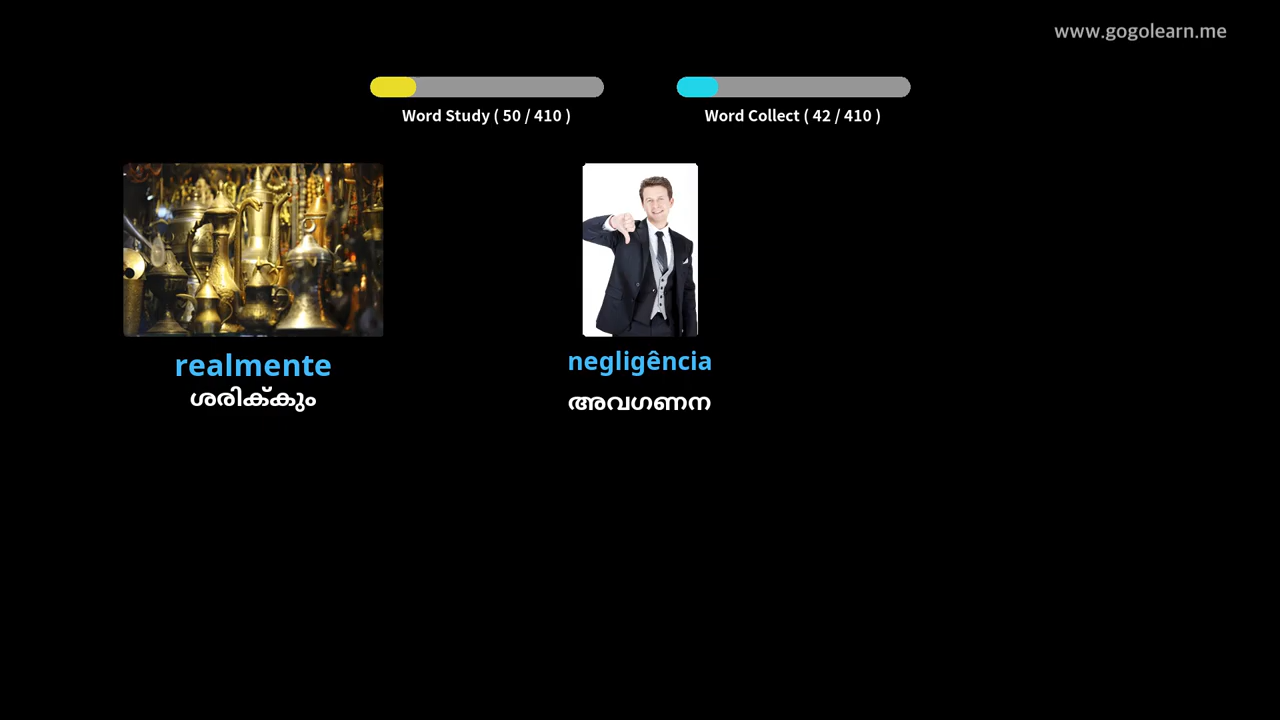 www.gogolearn.me
Word Study ( 50 / 410 )
Word Collect ( 42 / 410 )
realmente
ശരിക്കും
negligência
അവഗണന